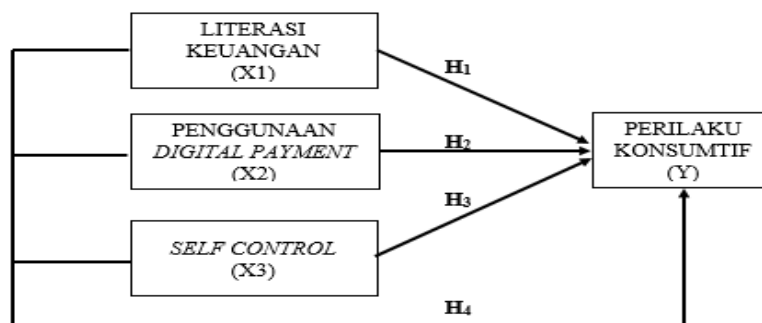 LITERASI
KEUANGAN
(X1)
H₁
PENGGUNAAN
DIGITAL PAYMENT
(X2)
H₂
PERILAKU
KONSUMTIF
(Y)
H₃
SELF CONTROL
(X3)
H₄